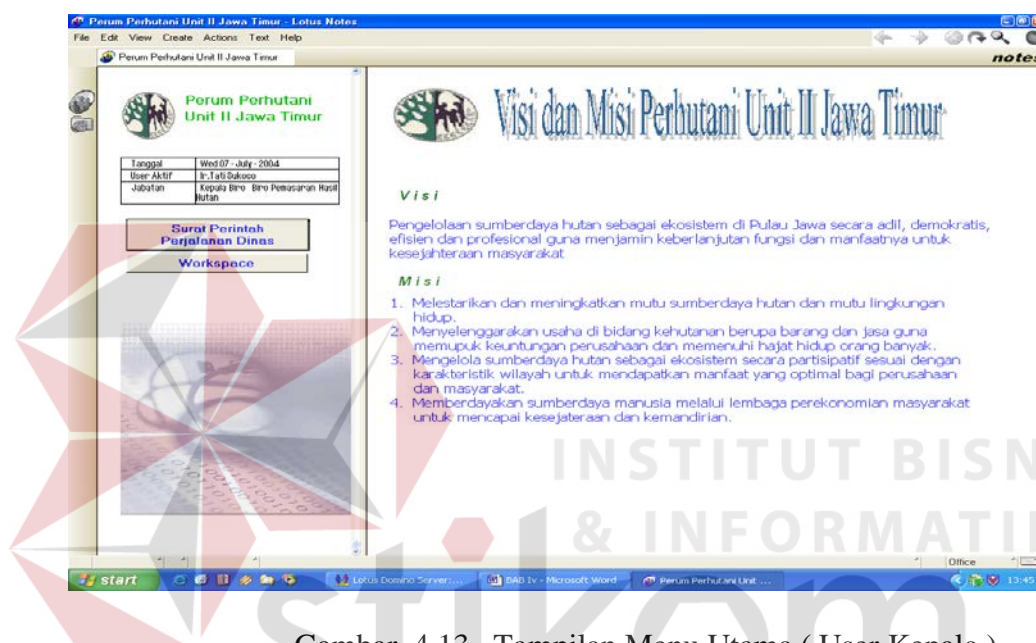 Perum Perhutani Unit II Jawa Timur - Lotus Notes
File Edit View Create Actions Text Help
Perum Perhutani Unit II Jawa Timur
notes
Perum Perhutani
Unit II Jawa Timur
Tanggal Wed 07 - July - 2004
User Aktif Ir.Tati Sukoco
Jabatan Kepala Biro Biro Pemasaran Hasil
Hutan
Surat Perintah
Perjalanan Dinas
Workspace
Visi dan Misi Perhutani Unit II Jawa Timur
Visi
Pengelolaan sumberdaya hutan sebagai ekosistem di Pulau Jawa secara adil, demokratis,
efisien dan profesional guna menjamin keberlanjutan fungsi dan manfaatnya untuk
kesejahteraan masyarakat
Misi
1. Melestarikan dan meningkatkan mutu sumberdaya hutan dan mutu lingkungan
hidup.
2. Menyelenggarakan usaha di bidang kehutanan berupa barang dan jasa guna
memupuk keuntungan perusahaan dan memenuhi hajat hidup orang banyak.
3. Mengelola sumberdaya hutan sebagai ekosistem secara partisipatif sesuai dengan
karakteristik wilayah untuk mendapatkan manfaat yang optimal bagi perusahaan
dan masyarakat.
4. Memberdayakan sumberdaya manusia melalui lembaga perekonomian masyarakat
untuk mencapai kesejateraan dan kemandirian.
INSTITUT BISN
& INFORMATI
stikom
Office
start
Lotus Domino Server:...
BAB Iv - Microsoft Word
Perum Perhutani Unit ...
13:45
Gambar 4.13 Tampilan Menu Utama ( User Kepala )